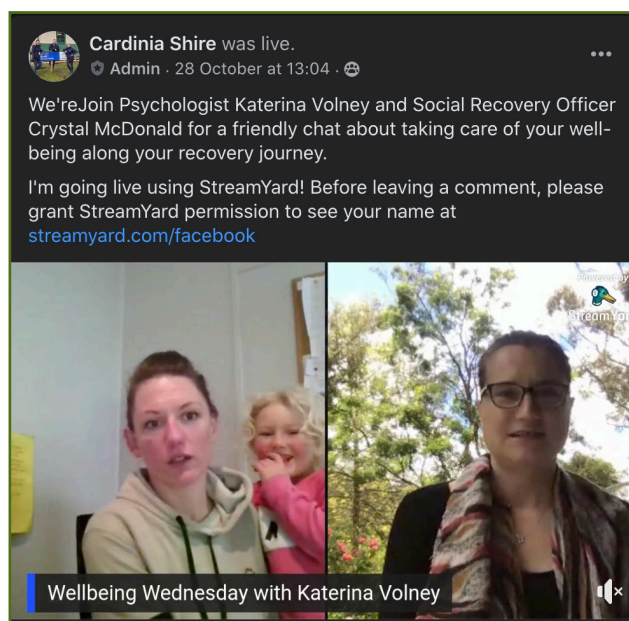 Cardinia Shire was live.
Admin · 28 October at 13:04 ·
We'reJoin Psychologist Katerina Volney and Social Recovery Officer
Crystal McDonald for a friendly chat about taking care of your well-
being along your recovery journey.
I'm going live using StreamYard! Before leaving a comment, please
grant StreamYard permission to see your name at
streamyard.com/facebook
Powered by
StreamYar
Wellbeing Wednesday with Katerina Volney